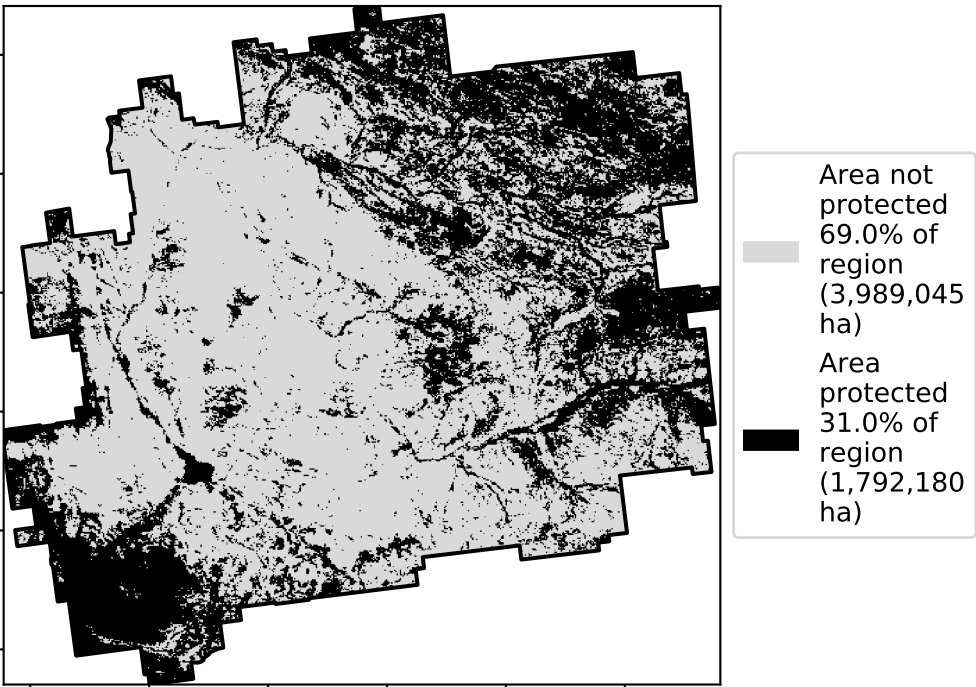 Area not
protected
69.0% of
region
(3,989,045
ha)
Area
protected
31.0% of
region
(1,792,180
ha)